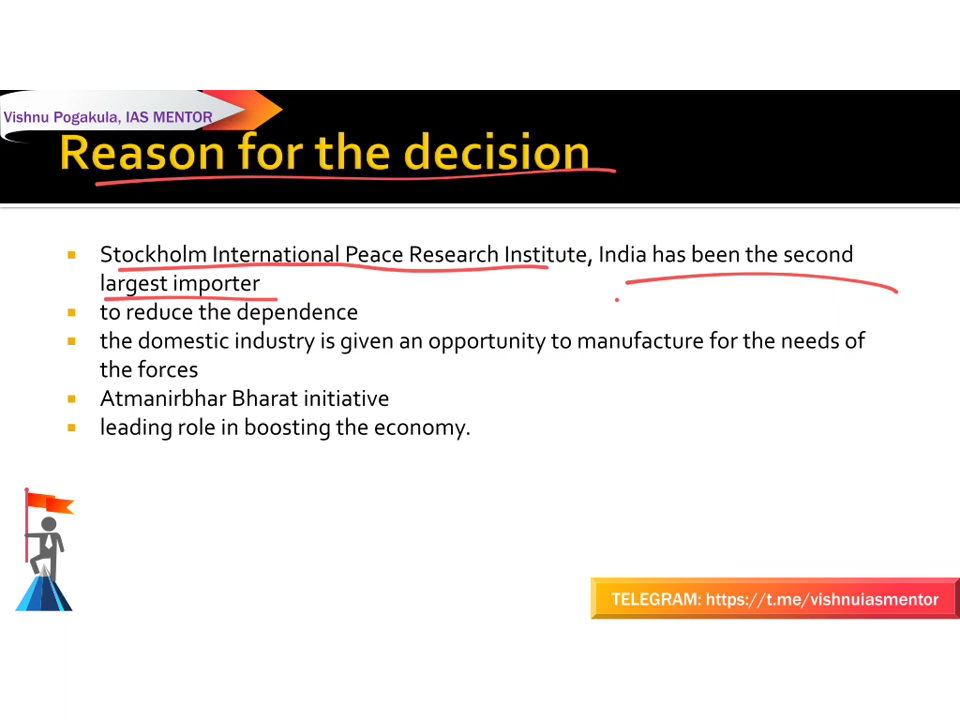 Vishnu Pogakula, IAS MENTOR
Reason for the decision
Stockholm International Peace Research Institute, India has been the second
largest importer
to reduce the dependence
the domestic industry is given an opportunity to manufacture for the needs of
the forces
Atmanirbhar Bharat initiative
leading role in boosting the economy.
TELEGRAM: https://t.me/vishnuiasmentor